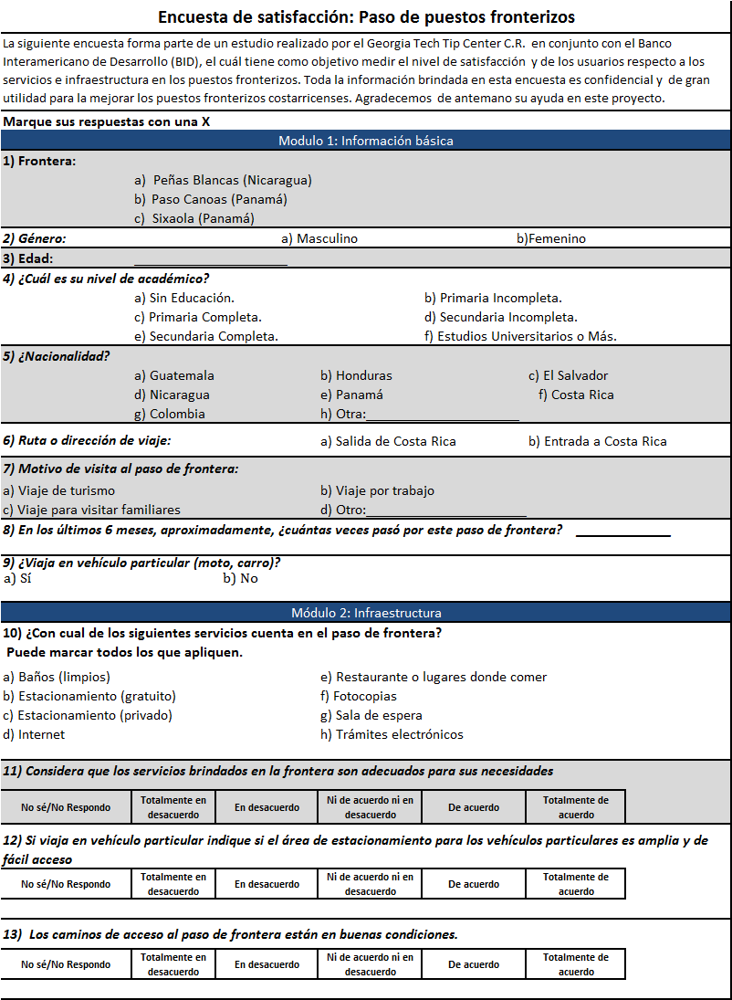 Encuesta de satisfacción: Paso de puestos fronterizos
La siguiente encuesta forma parte de un estudio realizado por el Georgia Tech Tip Center C.R. en conjunto con el Banco
Interamericano de Desarrollo (BID), el cuál tiene como objetivo medir el nivel de satisfacción y de los usuarios respecto a los
servicios e infraestructura en los puestos fronterizos. Toda la información brindada en esta encuesta es confidencial y de gran
utilidad para la mejorar los puestos fronterizos costarricenses. Agradecemos de antemano su ayuda en este proyecto.
Marque sus respuestas con una X
Modulo 1: Información básica
1) Frontera:
a) Peñas Blancas (Nicaragua)
b) Paso Canoas (Panamá)
c) Sixaola (Panamá)
2) Género: a) Masculino b)Femenino
3) Edad: ______________________
4) ¿Cuál es su nivel de académico?
a) Sin Educación. b) Primaria Incompleta.
c) Primaria Completa. d) Secundaria Incompleta.
e) Secundaria Completa. f) Estudios Universitarios o Más.
5) ¿Nacionalidad?
a) Guatemala b) Honduras c) El Salvador
d) Nicaragua e) Panamá f) Costa Rica
g) Colombia h) Otra:______________________
6) Ruta o dirección de viaje: a) Salida de Costa Rica b) Entrada a Costa Rica
7) Motivo de visita al paso de frontera:
a) Viaje de turismo b) Viaje por trabajo
c) Viaje para visitar familiares d) Otro:_______________________
8) En los últimos 6 meses, aproximadamente, ¿cuántas veces pasó por este paso de frontera? _____________
9) ¿Viaja en vehículo particular (moto, carro)?
a) Sí b) No
Módulo 2: Infraestructura
10) ¿Con cual de los siguientes servicios cuenta en el paso de frontera?
Puede marcar todos los que apliquen.
a) Baños (limpios) e) Restaurante o lugares donde comer
b) Estacionamiento (gratuito) f) Fotocopias
c) Estacionamiento (privado) g) Sala de espera
d) Internet h) Trámites electrónicos
11) Considera que los servicios brindados en la frontera son adecuados para sus necesidades
No sé/No Respondo Totalmente en desacuerdo En desacuerdo Ni de acuerdo ni en desacuerdo De acuerdo Totalmente de acuerdo
12) Si viaja en vehículo particular indique si el área de estacionamiento para los vehículos particulares es amplia y de
fácil acceso
No sé/No Respondo Totalmente en desacuerdo En desacuerdo Ni de acuerdo ni en desacuerdo De acuerdo Totalmente de acuerdo
13) Los caminos de acceso al paso de frontera están en buenas condiciones.
No sé/No Respondo Totalmente en desacuerdo En desacuerdo Ni de acuerdo ni en desacuerdo De acuerdo Totalmente de acuerdo